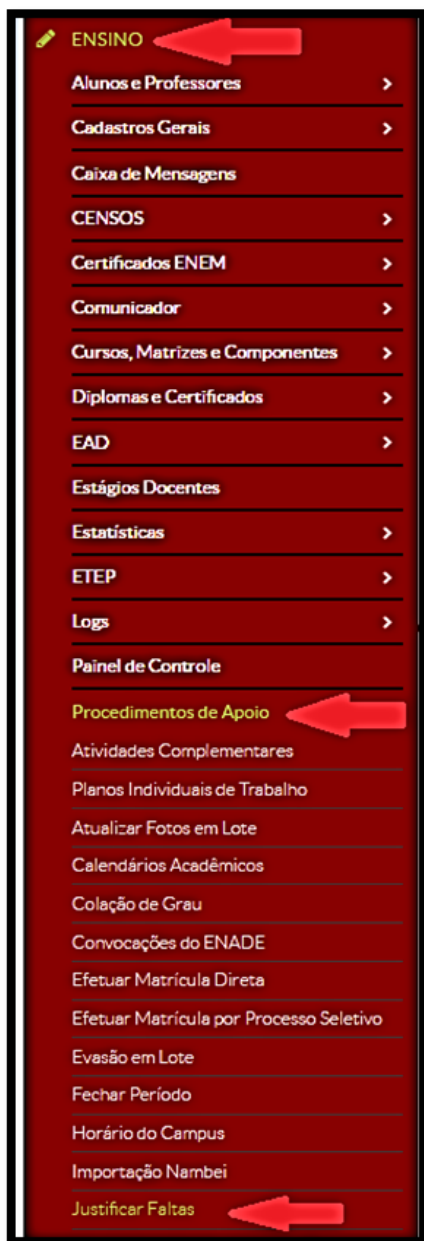 ENSINO
Alunos e Professores
Cadastros Gerais
Caixa de Mensagens
CENSOS
Certificados ENEM
Comunicador
Cursos, Matrizes e Componentes
Diplomas e Certificados
EAD
Estágios Docentes
Estatísticas
ETEP
Logs
Painel de Controle
Procedimentos de Apoio
Atividades Complementares
Planos Individuais de Trabalho
Atualizar Fotos em Lote
Calendários Acadêmicos
Colação de Grau
Convocações do ENADE
Efetuar Matrícula Direta
Efetuar Matrícula por Processo Seletivo
Evasão em Lote
Fechar Período
Horário do Campus
Importação Nambei
Justificar Faltas